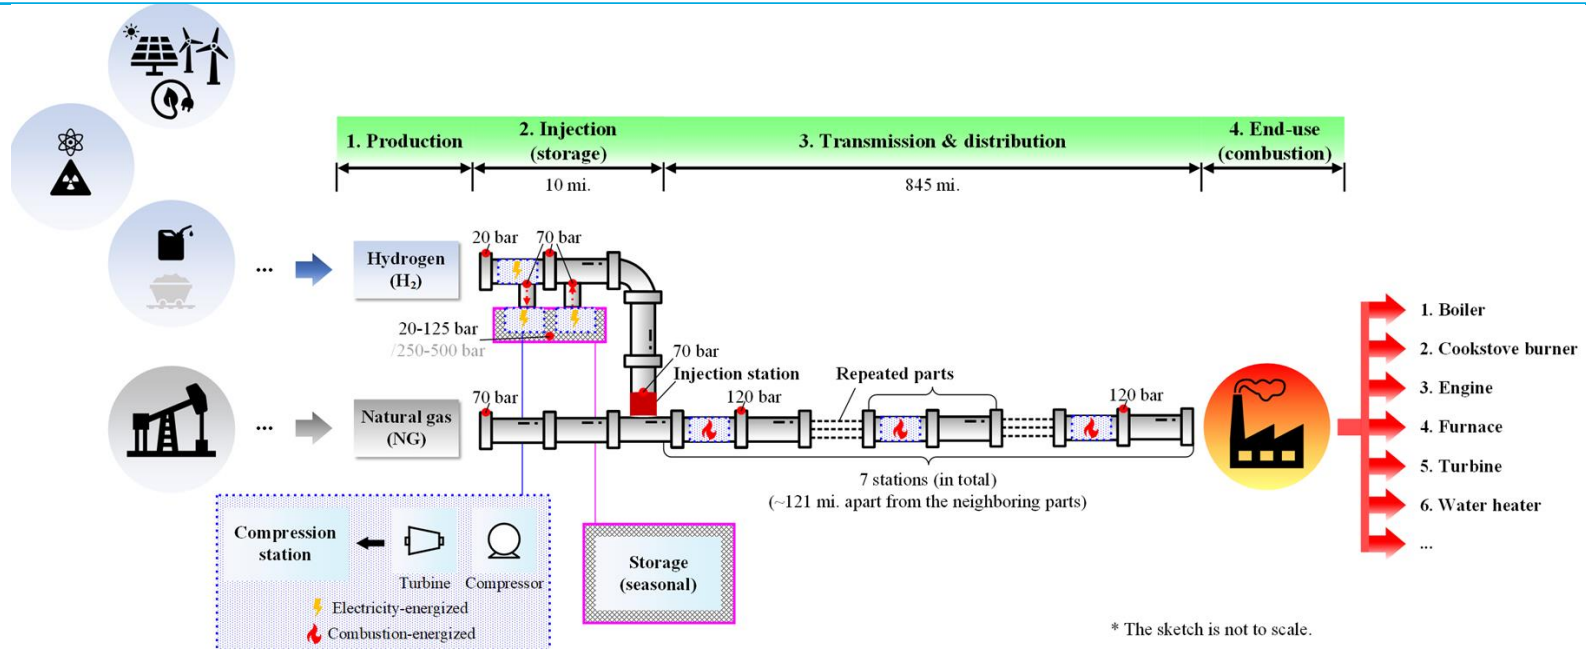 1. Production
2. Injection
(storage)
3. Transmission & distribution
4. End-use
(combustion)
10 mi.
845 mi.
20 bar
70 bar
Hydrogen
(H₂)
...
20-125 bar
/250-500 bar
70 bar
Injection station
Repeated parts
70 bar
120 bar
120 bar
Natural gas
(NG)
...
7 stations (in total)
(~121 mi. apart from the neighboring parts)
1. Boiler
2. Cookstove burner
3. Engine
4. Furnace
5. Turbine
6. Water heater
...
Compression
station
Turbine
Compressor
Electricity-energized
Combustion-energized
Storage
(seasonal)
* The sketch is not to scale.